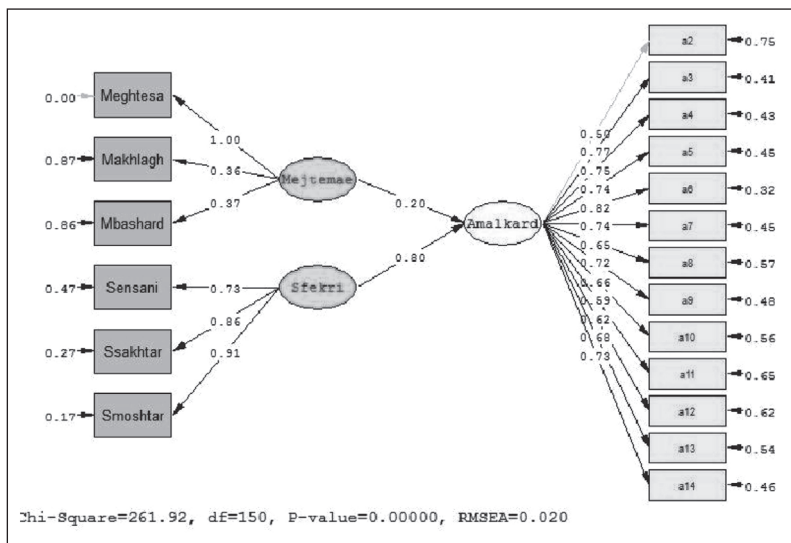 0.00
Meghtesa
0.87
Makhlagh
0.86
Mbashard
0.47
Sensani
0.27
Ssakhtar
0.17
Smoshtar
1.00
0.36
0.37
Mejtemae
0.73
0.86
0.91
Sfekri
0.20
0.80
Amalkard
0.50
0.77
0.75
0.74
0.82
0.74
0.65
0.72
0.66
0.59
0.62
0.68
0.73
a2
0.75
a3
0.41
a4
0.43
a5
0.45
a6
0.32
a7
0.45
a8
0.57
a9
0.48
a10
0.56
a11
0.65
a12
0.62
a13
0.54
a14
0.46
Chi-Square=261.92, df=150, P-value=0.00000, RMSEA=0.020